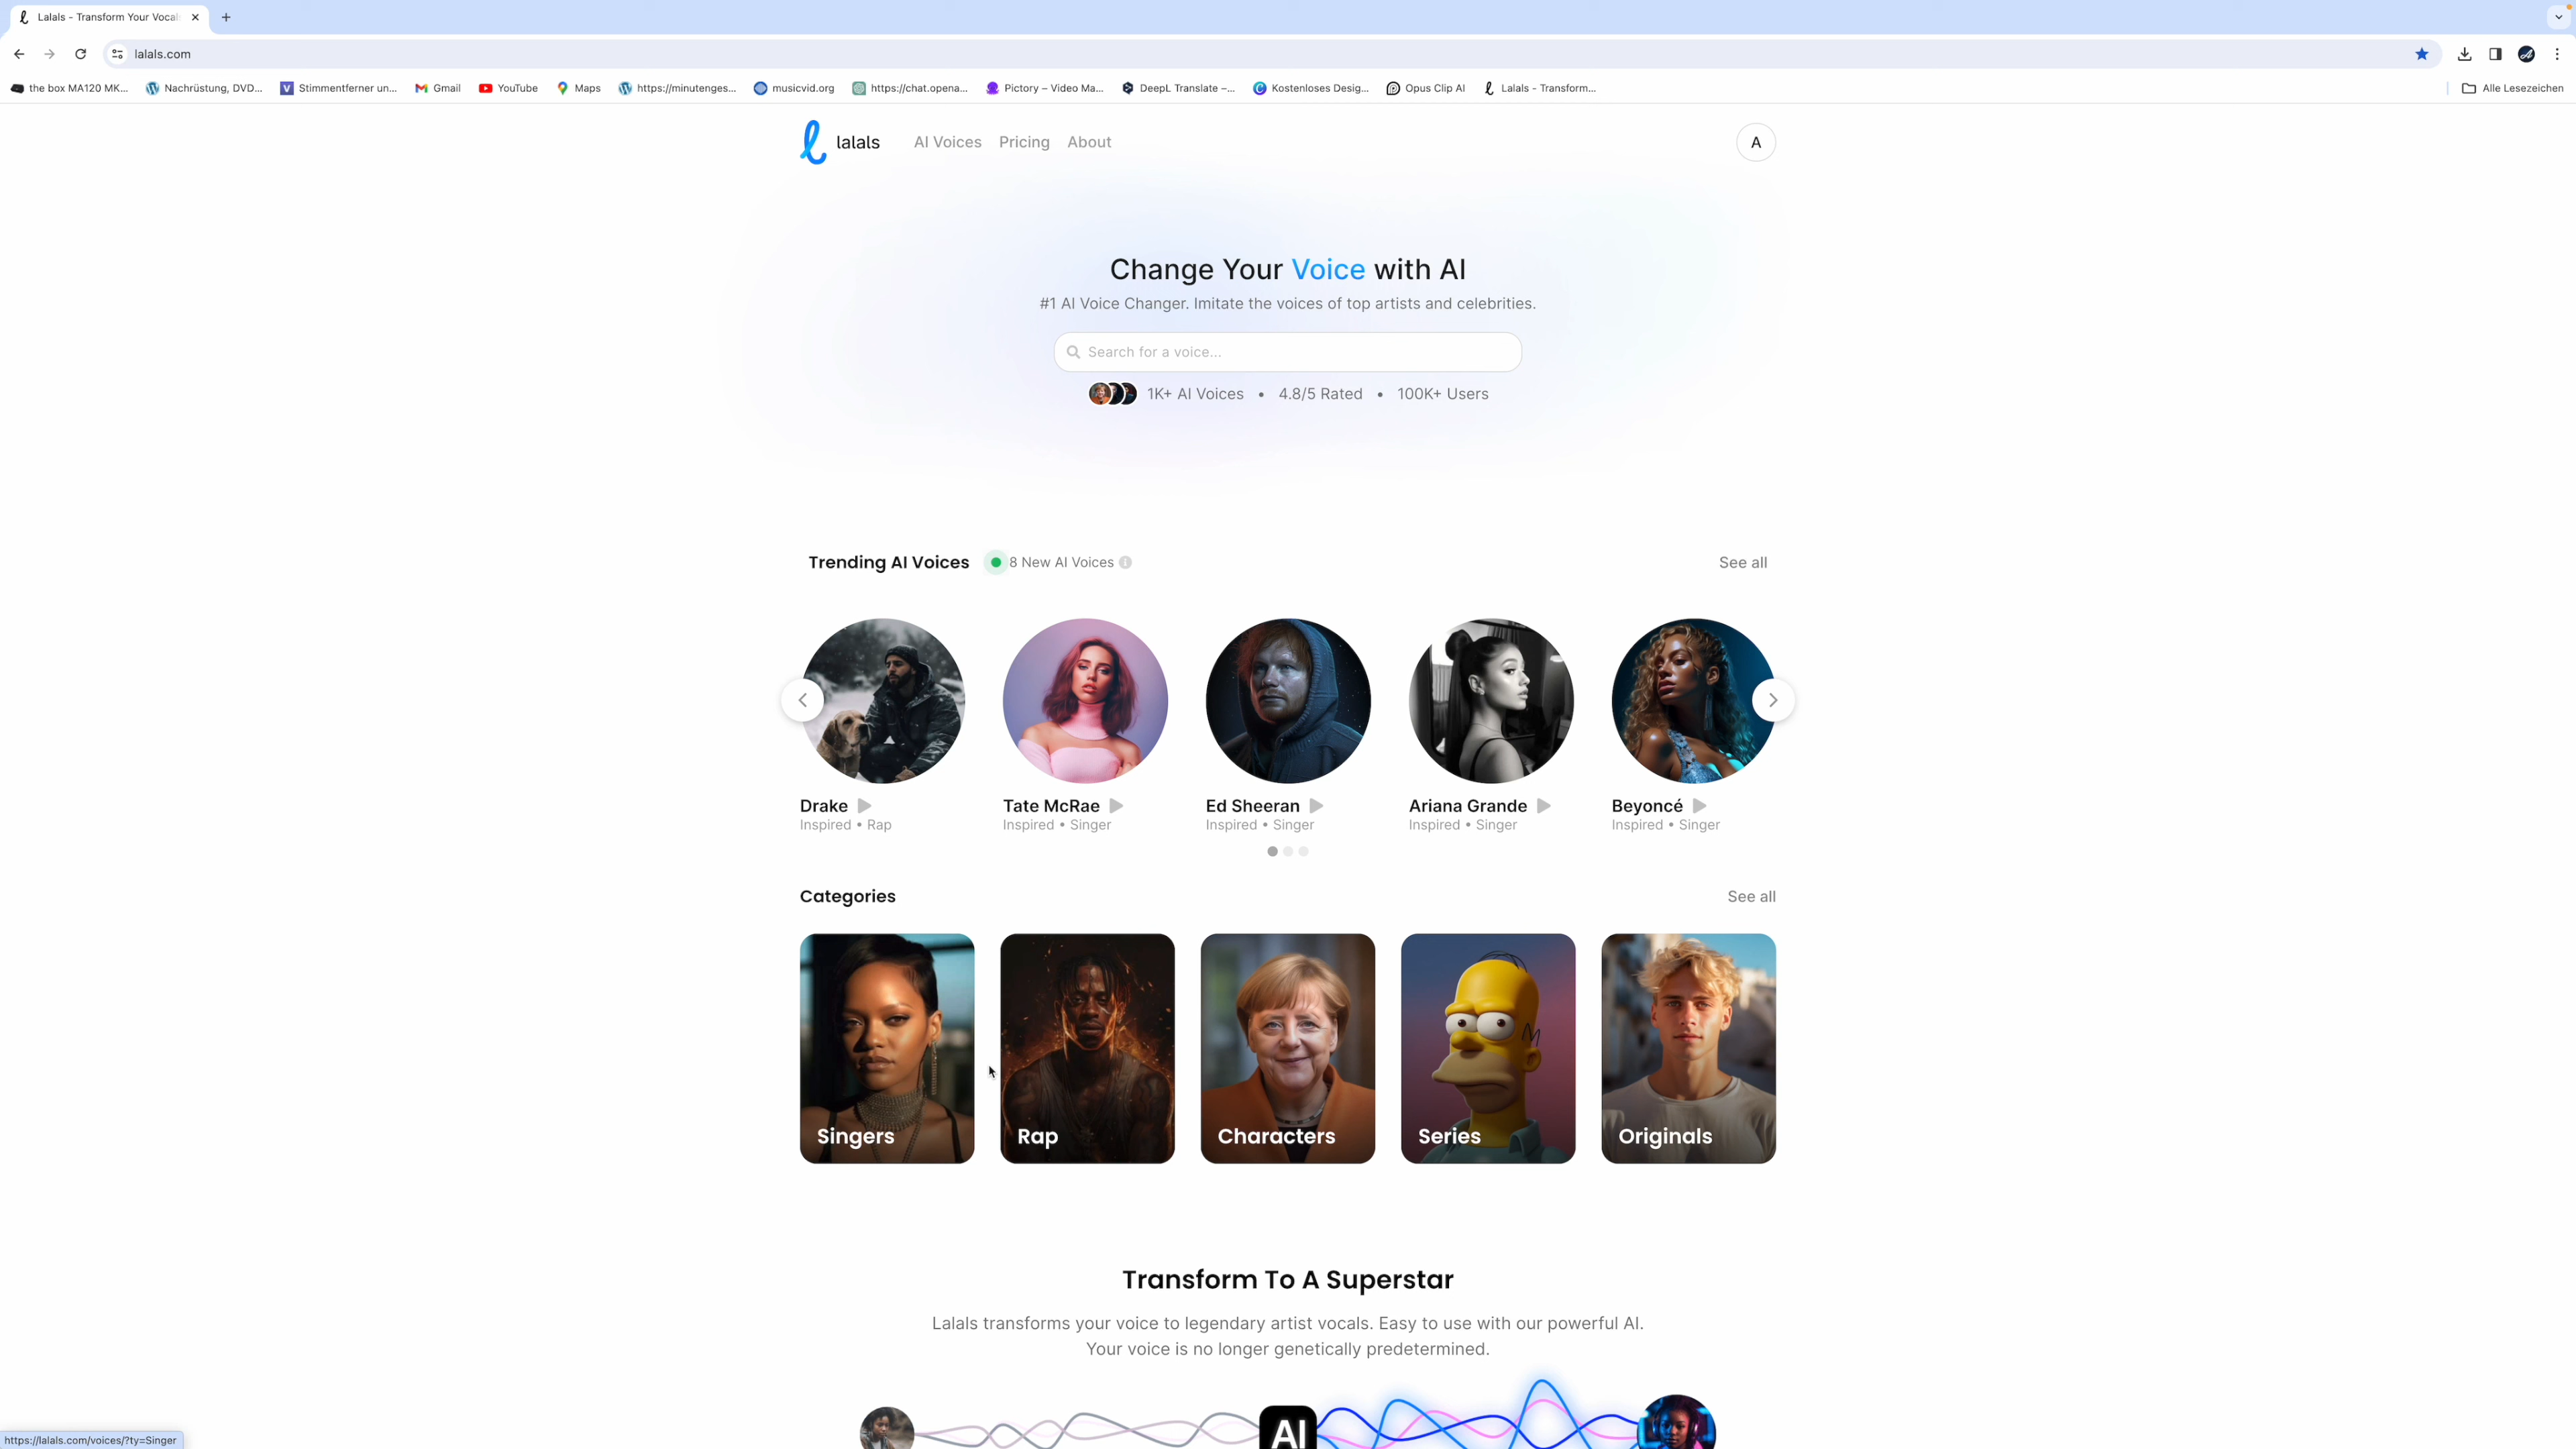 Lalals - Transform Your Vocal
lalals.com
the box MA120 MK...
Nachrüstung, DVD...
Stimmentferner un...
Gmail
YouTube
Maps
https://minutenges...
musicvid.org
https://chat.opena...
Pictory – Video Ma...
DeepL Translate –...
Kostenloses Desig...
Opus Clip AI
Lalals - Transform...
Alle Lesezeichen
lalals
AI Voices
Pricing
About
A
Change Your Voice with AI
#1 AI Voice Changer. Imitate the voices of top artists and celebrities.
Search for a voice...
1K+ AI Voices • 4.8/5 Rated • 100K+ Users
Trending AI Voices
8 New AI Voices
See all
Drake
Inspired • Rap
Tate McRae
Inspired • Singer
Ed Sheeran
Inspired • Singer
Ariana Grande
Inspired • Singer
Beyoncé
Inspired • Singer
Categories
See all
Singers
Rap
Characters
Series
Originals
Transform To A Superstar
Lalals transforms your voice to legendary artist vocals. Easy to use with our powerful AI.
Your voice is no longer genetically predetermined.
AI
https://lalals.com/voices/?ty=Singer